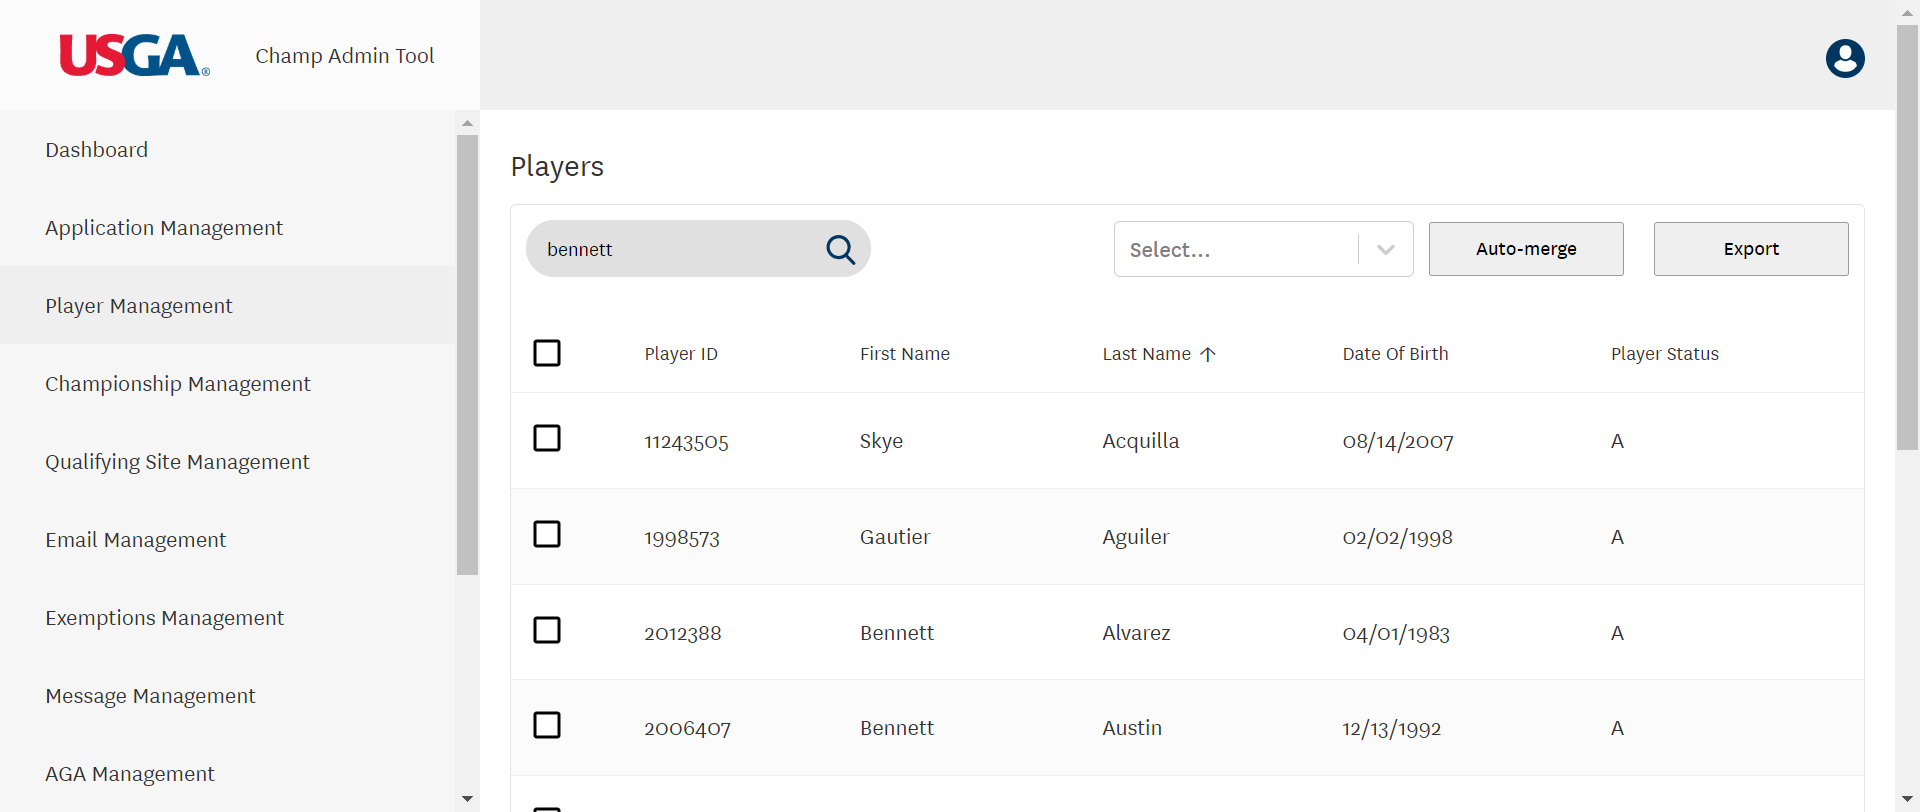 USGA®
Champ Admin Tool
Dashboard
Application Management
Player Management
Championship Management
Qualifying Site Management
Email Management
Exemptions Management
Message Management
AGA Management
Players
bennett
Select...
Auto-merge
Export
Player ID First Name Last Name Date Of Birth Player Status
11243505 Skye Acquilla 08/14/2007 A
1998573 Gautier Aguiler 02/02/1998 A
2012388 Bennett Alvarez 04/01/1983 A
2006407 Bennett Austin 12/13/1992 A